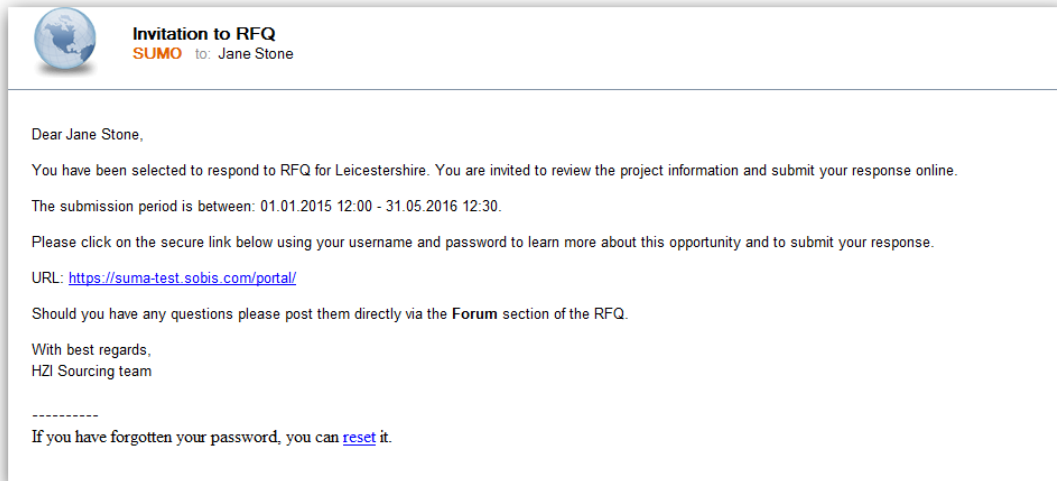 Invitation to RFQ
SUMO to: Jane Stone
Dear Jane Stone,
You have been selected to respond to RFQ for Leicestershire. You are invited to review the project information and submit your response online.
The submission period is between: 01.01.2015 12:00 - 31.05.2016 12:30.
Please click on the secure link below using your username and password to learn more about this opportunity and to submit your response.
URL: https://suma-test.sobis.com/portal/
Should you have any questions please post them directly via the Forum section of the RFQ.
With best regards,
HZI Sourcing team
----------
If you have forgotten your password, you can reset it.